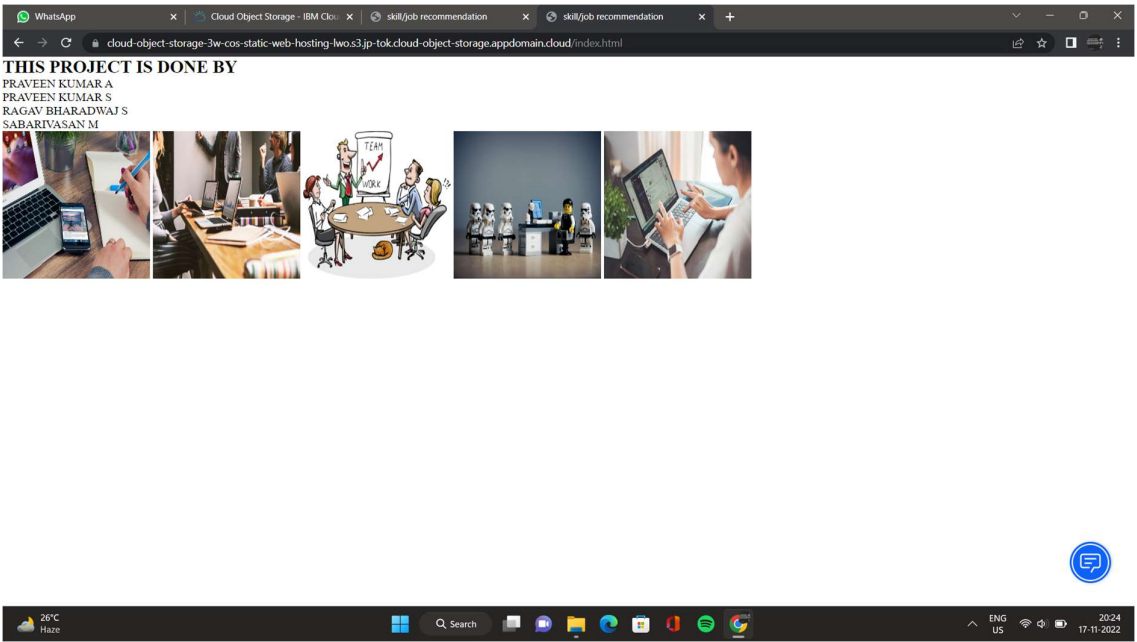 WhatsApp
Cloud Object Storage - IBM Clou
skill/job recommendation
skill/job recommendation
cloud-object-storage-3w-cos-static-web-hosting-lwo.s3.jp-tok.cloud-object-storage.appdomain.cloud/index.html
THIS PROJECT IS DONE BY
PRAVEEN KUMAR A
PRAVEEN KUMAR S
RAGAV BHARADWAJ S
SABARIVASAN M
TEAM
WORK
26°C
Haze
Search
ENG
US
20:24
17-11-2022